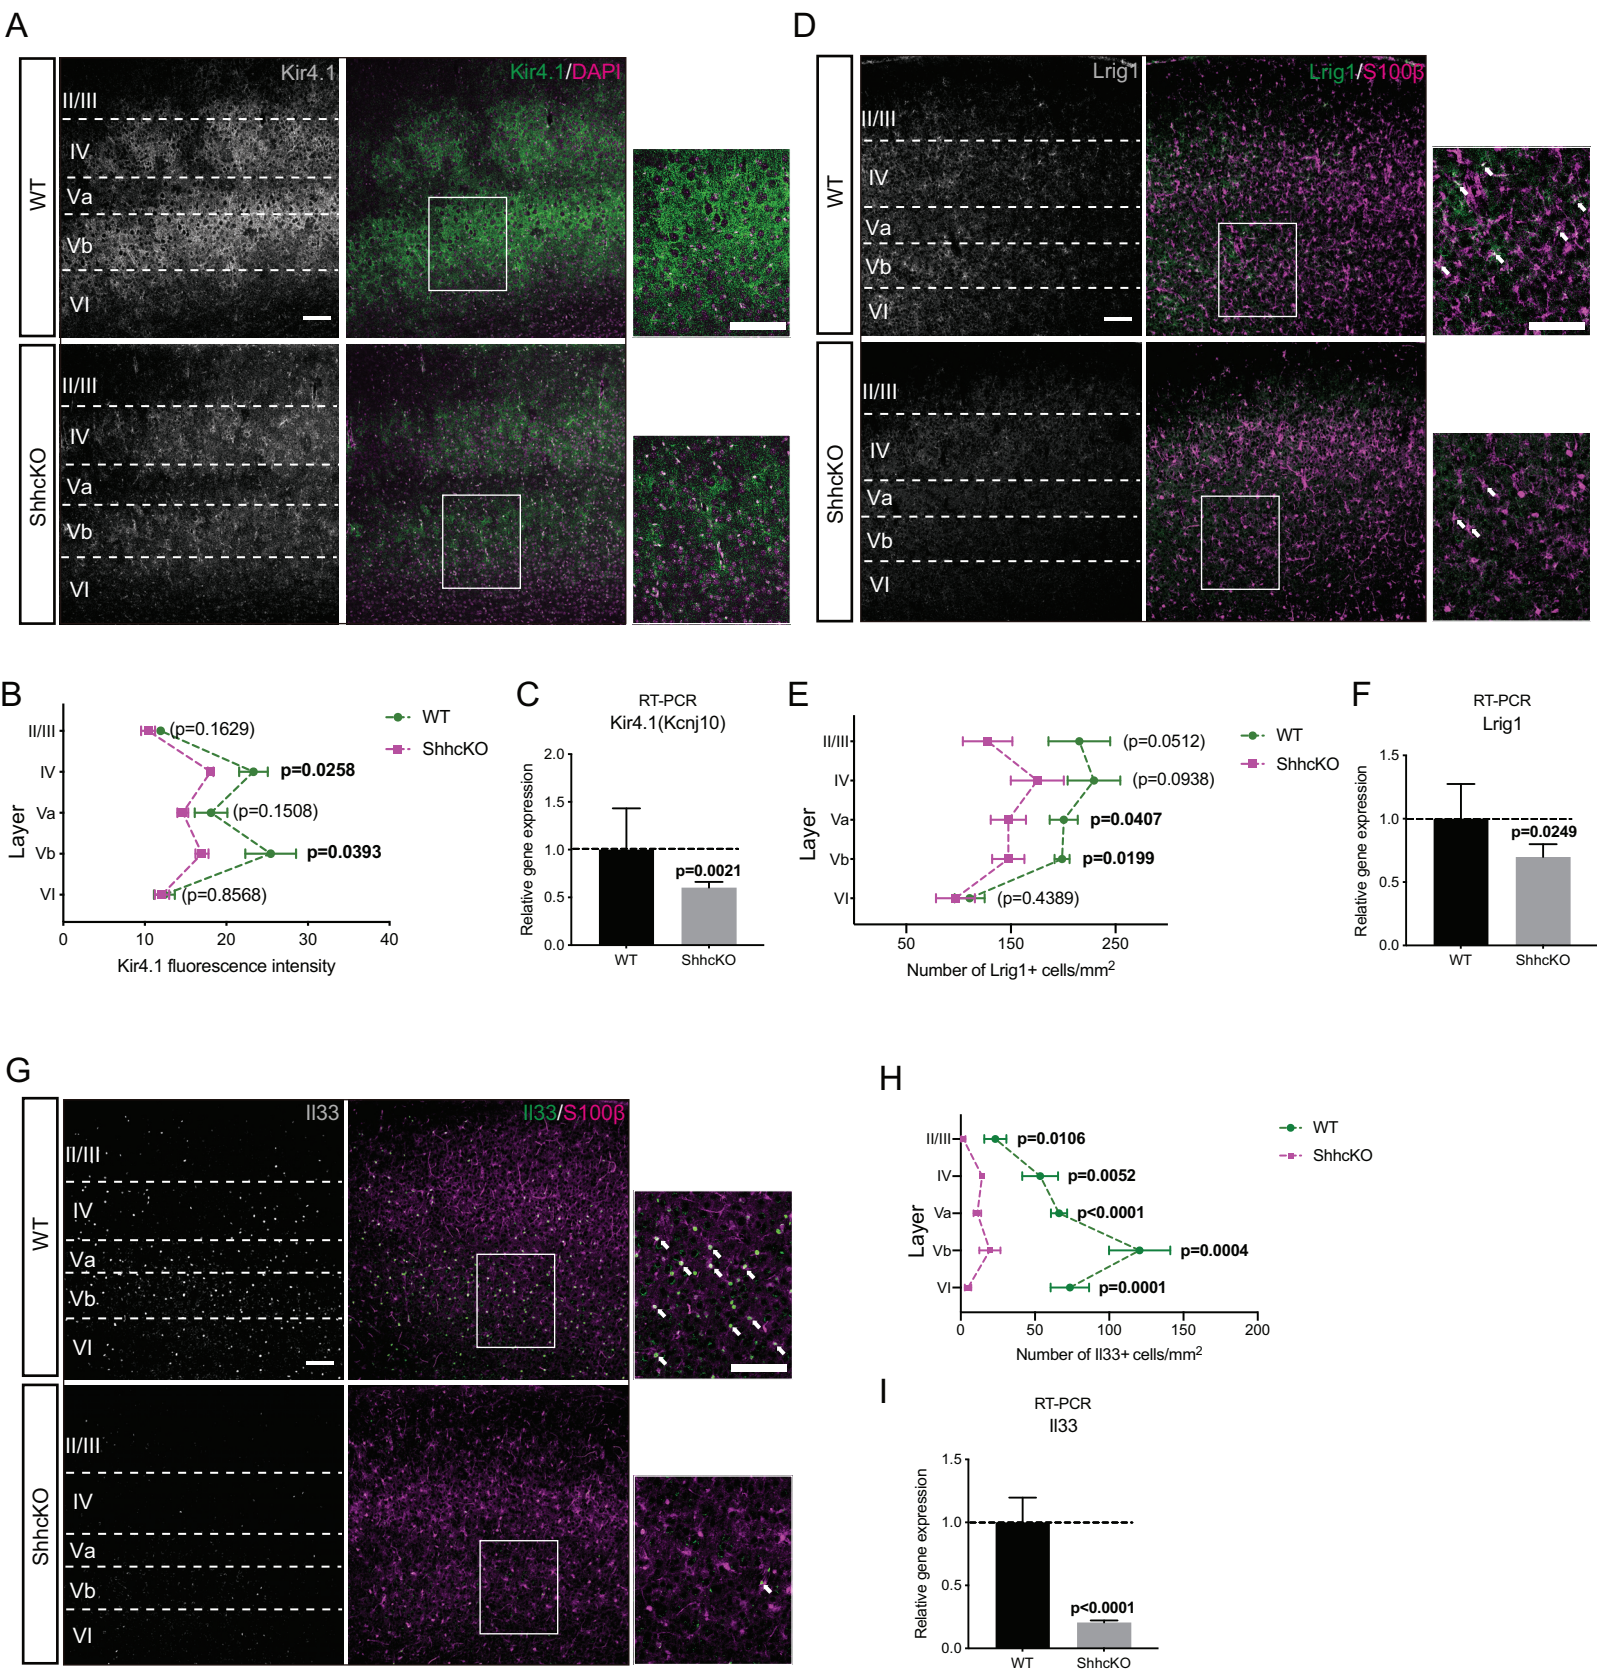 A
WT
Kir4.1
Kir4.1/DAPI
II/III
IV
Va
Vb
VI
ShhcKO
II/III
IV
Va
Vb
VI
D
WT
Lrig1
Lrig1/S100β
II/III
IV
Va
Vb
VI
ShhcKO
II/III
IV
Va
Vb
VI
B
Layer
II/III
IV
Va
Vb
VI
(p=0.1629)
p=0.0258
(p=0.1508)
p=0.0393
(p=0.8568)
WT
ShhcKO
0 10 20 30 40
Kir4.1 fluorescence intensity
C
RT-PCR
Kir4.1(Kcnj10)
Relative gene expression
2.0
1.5
1.0
0.5
0.0
p=0.0021
WT ShhcKO
E
Layer
II/III
IV
Va
Vb
VI
(p=0.0512)
(p=0.0938)
p=0.0407
p=0.0199
(p=0.4389)
WT
ShhcKO
50 150 250
Number of Lrig1+ cells/mm²
F
RT-PCR
Lrig1
Relative gene expression
1.5
1.0
0.5
0.0
p=0.0249
WT ShhcKO
G
WT
Il33
Il33/S100β
II/III
IV
Va
Vb
VI
ShhcKO
II/III
IV
Va
Vb
VI
H
Layer
II/III
IV
Va
Vb
VI
p=0.0106
p=0.0052
p<0.0001
p=0.0004
p=0.0001
WT
ShhcKO
0 50 100 150 200
Number of Il33+ cells/mm²
I
RT-PCR
Il33
Relative gene expression
1.5
1.0
0.5
0.0
p<0.0001
WT ShhcKO